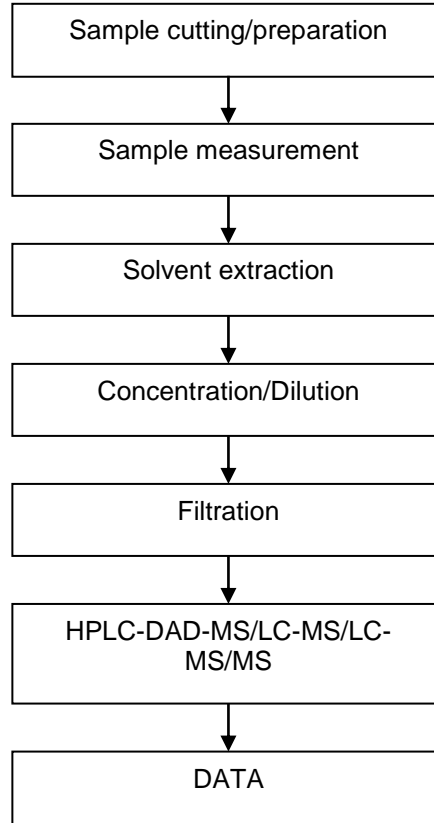 Sample cutting/preparation
Sample measurement
Solvent extraction
Concentration/Dilution
Filtration
HPLC-DAD-MS/LC-MS/LC-
MS/MS
DATA